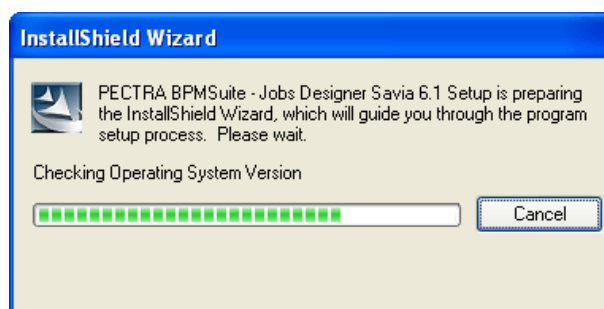 InstallShield Wizard
PECTRA BPMSuite - Jobs Designer Savia 6.1 Setup is preparing
the InstallShield Wizard, which will guide you through the program
setup process. Please wait.
Checking Operating System Version
Cancel